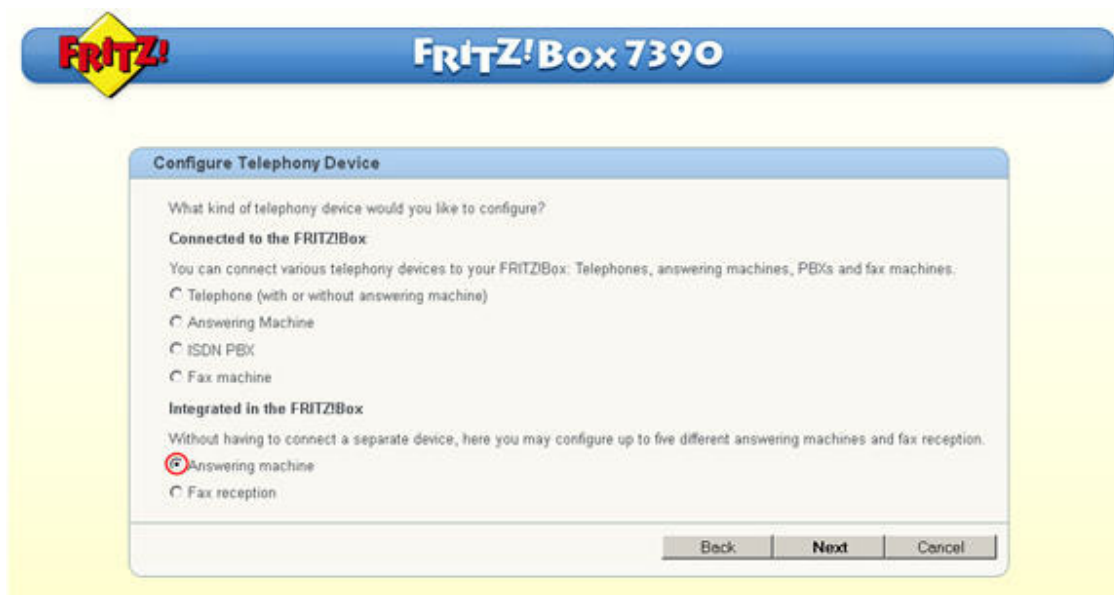 FRITZ!
FRITZ!Box 7390
Configure Telephony Device
What kind of telephony device would you like to configure?
Connected to the FRITZ!Box
You can connect various telephony devices to your FRITZ!Box: Telephones, answering machines, PBXs and fax machines.
Telephone (with or without answering machine)
Answering Machine
ISDN PBX
Fax machine
Integrated in the FRITZ!Box
Without having to connect a separate device, here you may configure up to five different answering machines and fax reception.
Answering machine
Fax reception
Back Next Cancel